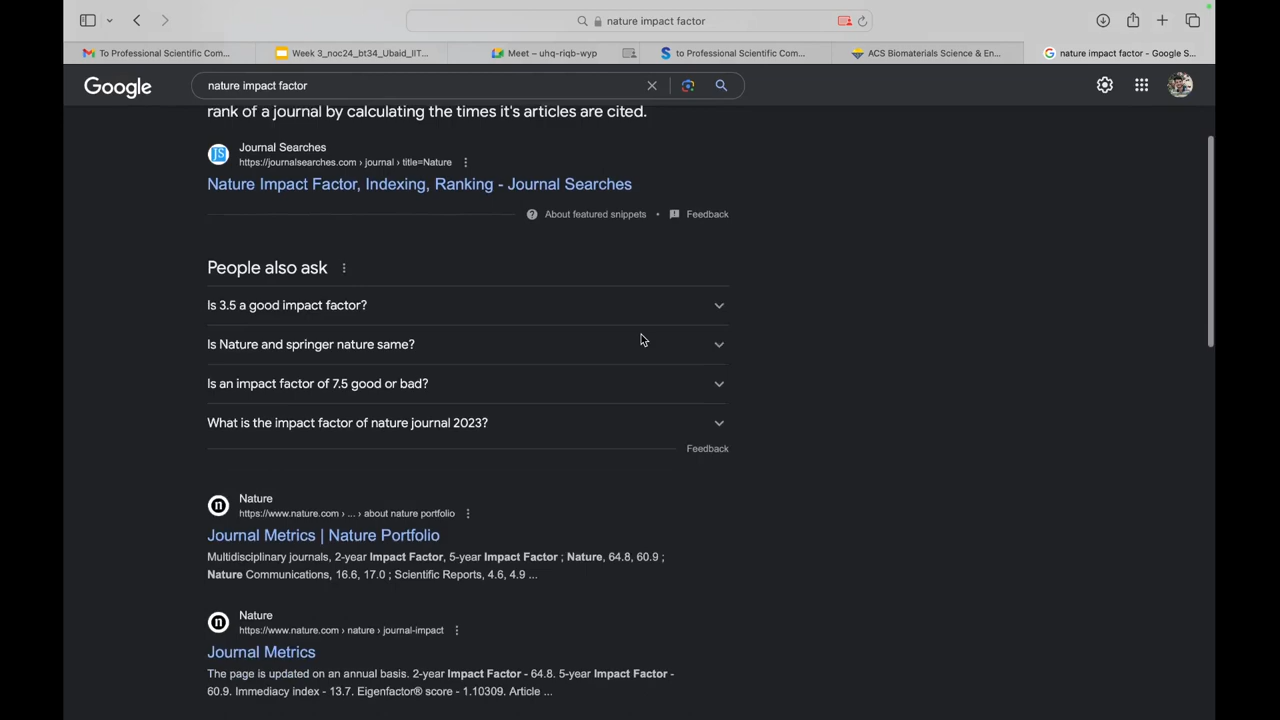 nature impact factor
To Professional Scientific Com...
Week 3_noc24_bt34_Ubaid_IIT...
Meet – uhq-riqb-wyp
to Professional Scientific Com...
ACS Biomaterials Science & En...
nature impact factor - Google S...
Google
nature impact factor
rank of a journal by calculating the times it's articles are cited.
JS
Journal Searches
https://journalsearches.com › journal › title=Nature
Nature Impact Factor, Indexing, Ranking - Journal Searches
About featured snippets • Feedback
People also ask
Is 3.5 a good impact factor?
Is Nature and springer nature same?
Is an impact factor of 7.5 good or bad?
What is the impact factor of nature journal 2023?
Feedback
n
Nature
https://www.nature.com › ... › about nature portfolio
Journal Metrics | Nature Portfolio
Multidisciplinary journals, 2-year Impact Factor, 5-year Impact Factor ; Nature, 64.8, 60.9 ;
Nature Communications, 16.6, 17.0 ; Scientific Reports, 4.6, 4.9 ...
n
Nature
https://www.nature.com › nature › journal-impact
Journal Metrics
The page is updated on an annual basis. 2-year Impact Factor - 64.8. 5-year Impact Factor -
60.9. Immediacy index - 13.7. Eigenfactor® score - 1.10309. Article ...